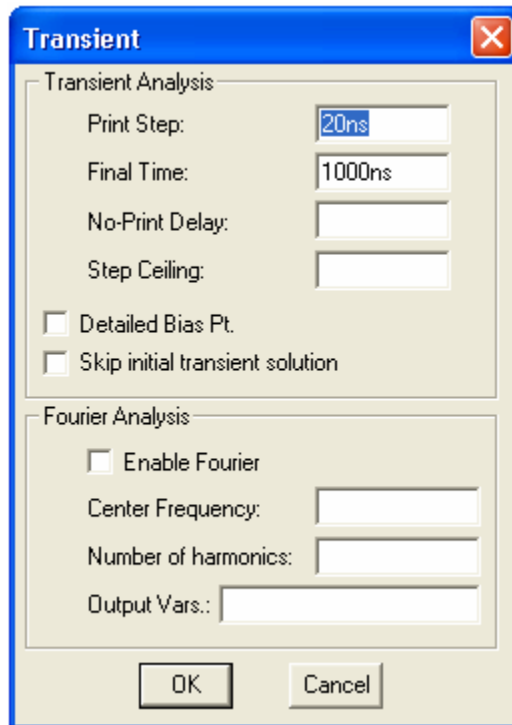 Transient
Transient Analysis
Print Step: 20ns
Final Time: 1000ns
No-Print Delay:
Step Ceiling:
Detailed Bias Pt.
Skip initial transient solution
Fourier Analysis
Enable Fourier
Center Frequency:
Number of harmonics:
Output Vars.:
OK Cancel